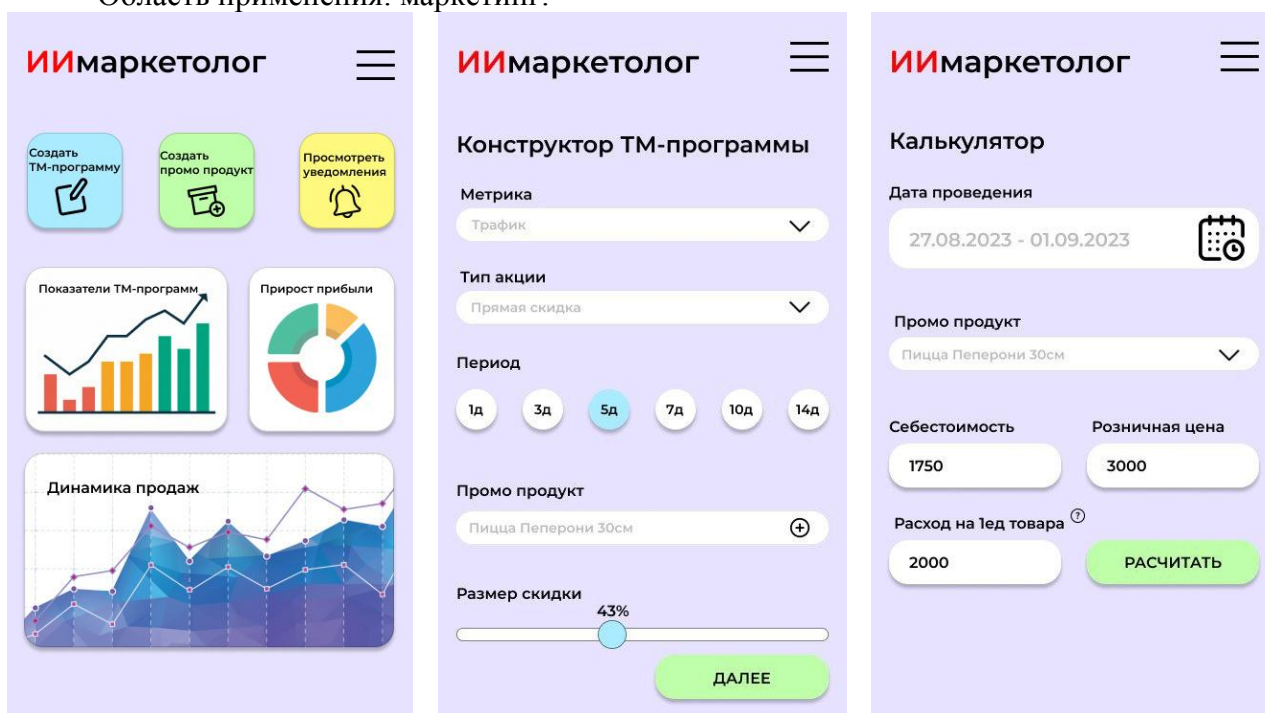 Область применения: маркетинг.
ИИмаркетолог
Создать
ТМ-программу
Создать
промо продукт
Просмотреть
уведомления
Показатели ТМ-программ
Прирост прибыли
Динамика продаж
ИИмаркетолог
Конструктор ТМ-программы
Метрика
Трафик
Тип акции
Прямая скидка
Период
1д 3д 5д 7д 10д 14д
Промо продукт
Пицца Пеперони 30см
Размер скидки
43%
ДАЛЕЕ
ИИмаркетолог
Калькулятор
Дата проведения
27.08.2023 - 01.09.2023
Промо продукт
Пицца Пеперони 30см
Себестоимость Розничная цена
1750 3000
Расход на 1ед товара ?
2000 РАСЧИТАТЬ